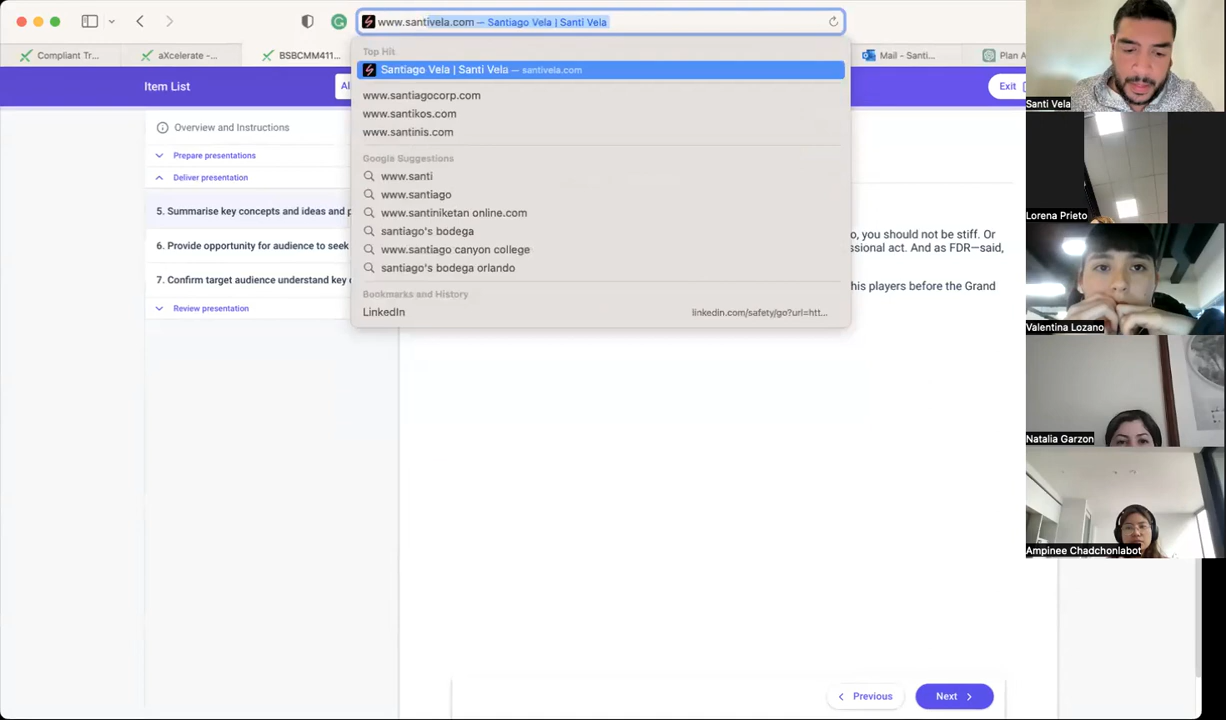 www.santivela.com — Santiago Vela | Santi Vela
Compliant Tr...
aXcelerate -...
BSBCMM411...
Mail - Santi...
Plan A
Top Hit
Santiago Vela | Santi Vela — santivela.com
www.santiagocorp.com
www.santikos.com
www.santinis.com
Google Suggestions
www.santi
www.santiago
www.santiniketan online.com
santiago's bodega
www.santiago canyon college
santiago's bodega orlando
Bookmarks and History
LinkedIn
linkedin.com/safety/go?url=htt...
Item List
Al
Exit
Overview and Instructions
Prepare presentations
Deliver presentation
5. Summarise key concepts and ideas and p
6. Provide opportunity for audience to seek
7. Confirm target audience understand key
Review presentation
o, you should not be stiff. Or
ssional act. And as FDR—said,
his players before the Grand
Previous
Next
Santi Vela
Lorena Prieto
Valentina Lozano
Natalia Garzon
Ampinee Chadchonlabot